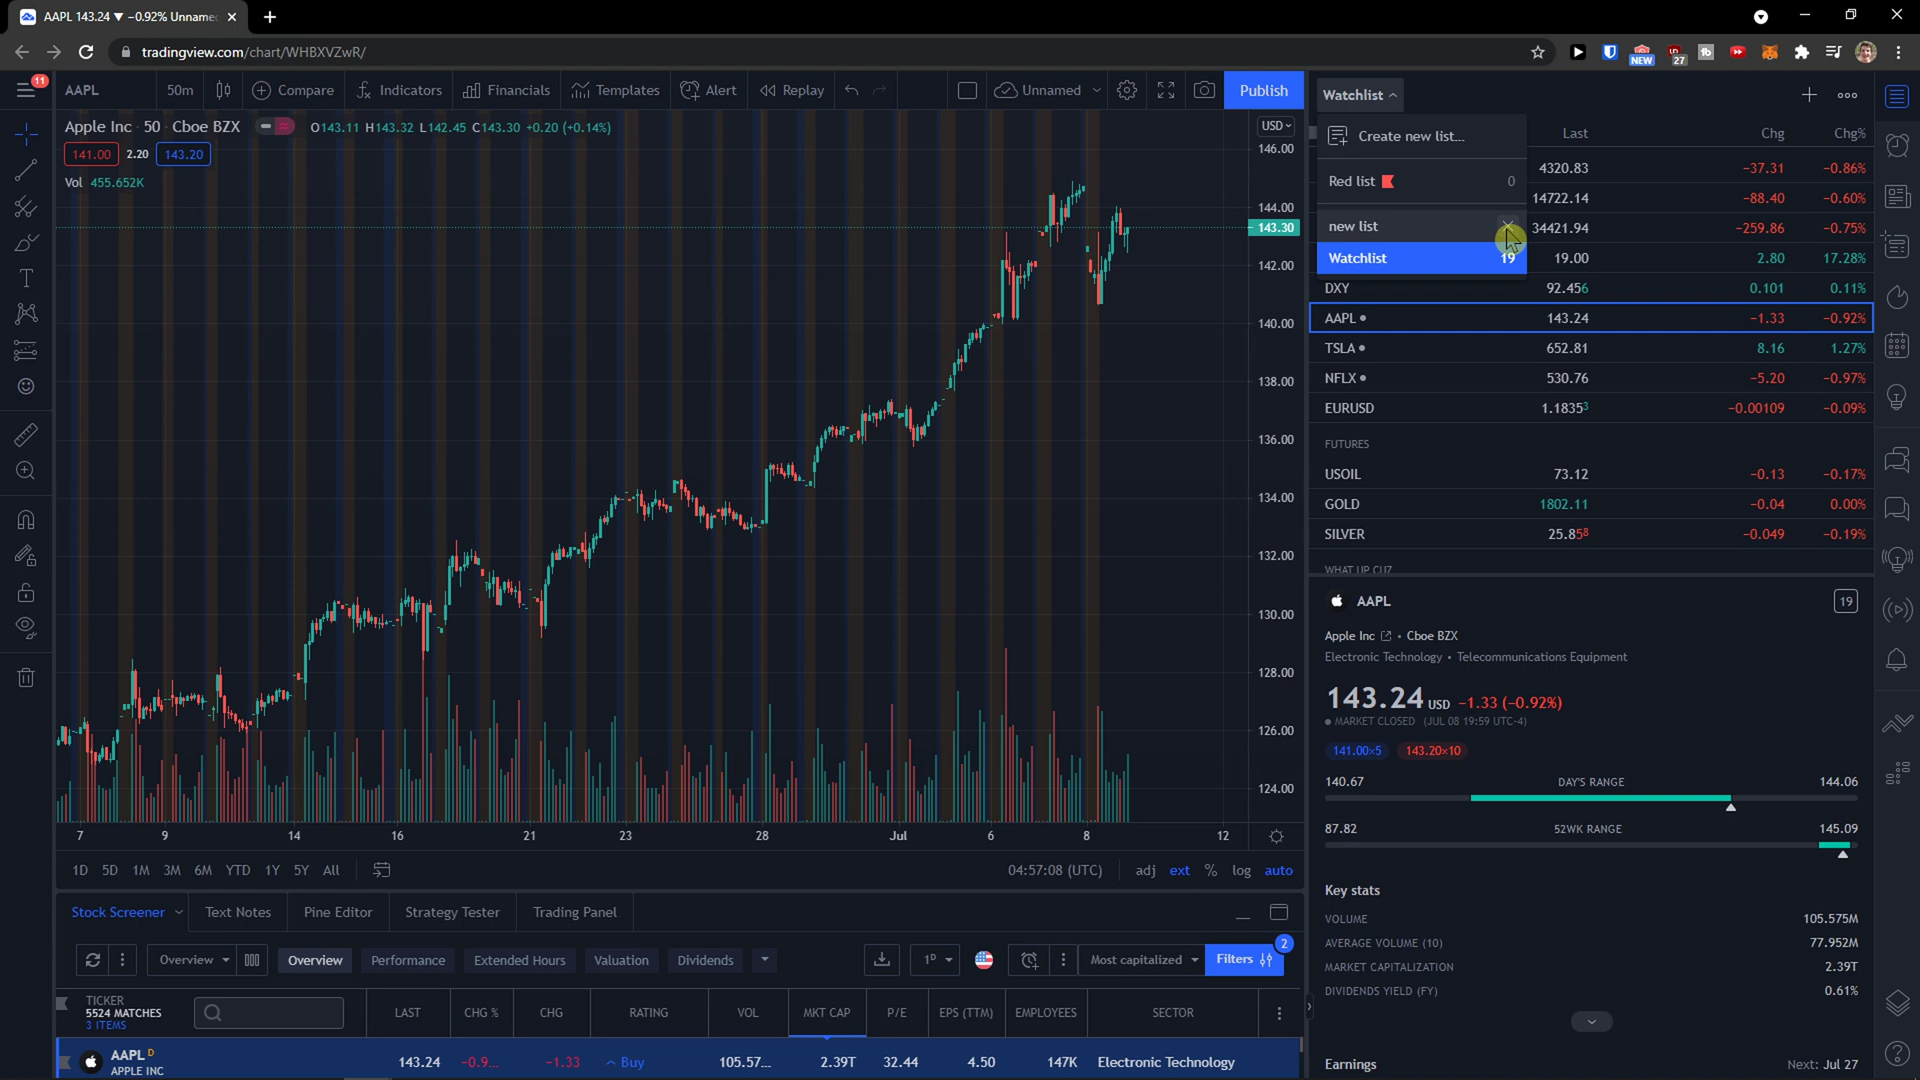 AAPL 143.24 ▼ −0.92% Unname
tradingview.com/chart/WHBXVZwR/
NEW
27
11
AAPL
50m
Compare
Indicators
Financials
Templates
Alert
Replay
Unnamed
Publish
Apple Inc · 50 · Cboe BZX
O143.11 H143.32 L142.45 C143.30 +0.20 (+0.14%)
141.00 2.20 143.20
Vol 455.652K
USD
146.00
144.00
143.30
142.00
140.00
138.00
136.00
134.00
132.00
130.00
128.00
126.00
124.00
7 9 14 16 21 23 28 Jul 6 8 12
1D 5D 1M 3M 6M YTD 1Y 5Y All
04:57:08 (UTC)
adj ext % log auto
Watchlist
Create new list...
Red list 0
new list
Watchlist 19
Last Chg Chg%
4320.83 −37.31 −0.86%
14722.14 −88.40 −0.60%
34421.94 −259.86 −0.75%
19.00 2.80 17.28%
DXY 92.456 0.101 0.11%
AAPL 143.24 −1.33 −0.92%
TSLA 652.81 8.16 1.27%
NFLX 530.76 −5.20 −0.97%
EURUSD 1.18353 −0.00109 −0.09%
FUTURES
USOIL 73.12 −0.13 −0.17%
GOLD 1802.11 −0.04 0.00%
SILVER 25.858 −0.049 −0.19%
WHAT UP CUZ
AAPL 19
Apple Inc • Cboe BZX
Electronic Technology • Telecommunications Equipment
143.24 USD −1.33 (−0.92%)
MARKET CLOSED (JUL 08 19:59 UTC-4)
141.00×5 143.20×10
140.67 DAY'S RANGE 144.06
87.82 52WK RANGE 145.09
Key stats
VOLUME 105.575M
AVERAGE VOLUME (10) 77.952M
MARKET CAPITALIZATION 2.39T
DIVIDENDS YIELD (FY) 0.61%
Earnings Next: Jul 27
Stock Screener
Text Notes
Pine Editor
Strategy Tester
Trading Panel
Overview
Overview
Performance
Extended Hours
Valuation
Dividends
1D
Most capitalized
Filters
2
TICKER
5524 MATCHES
3 ITEMS
LAST CHG % CHG RATING VOL MKT CAP P/E EPS (TTM) EMPLOYEES SECTOR
AAPL D
APPLE INC
143.24 -0.9... -1.33 Buy 105.57... 2.39T 32.44 4.50 147K Electronic Technology